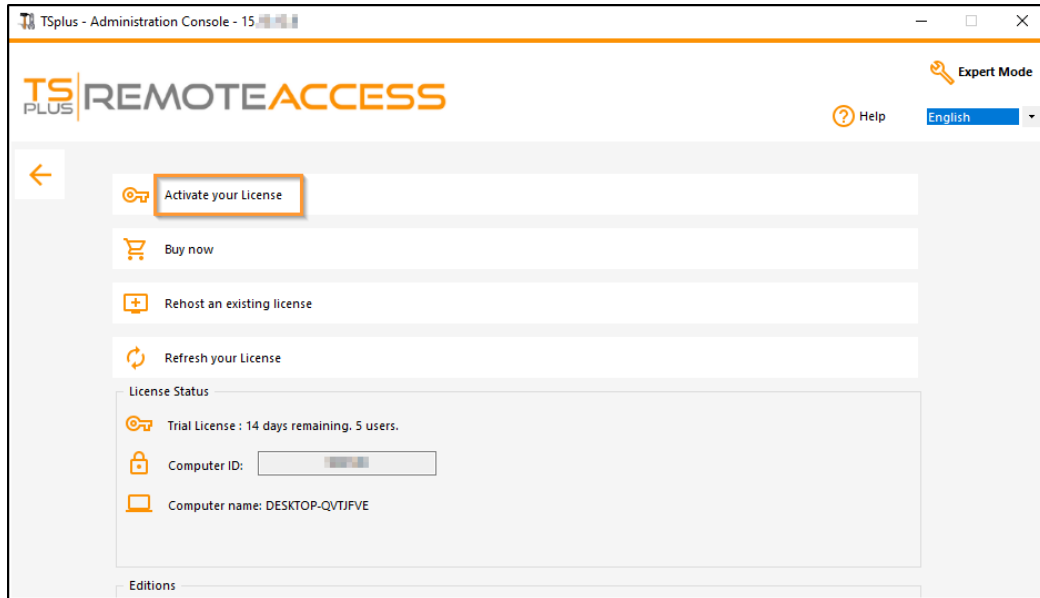 TSplus - Administration Console - 15.
Expert Mode
TS PLUS REMOTEACCESS
Help
English
Activate your License
Buy now
Rehost an existing license
Refresh your License
License Status
Trial License : 14 days remaining. 5 users.
Computer ID:
Computer name: DESKTOP-QVTJFVE
Editions